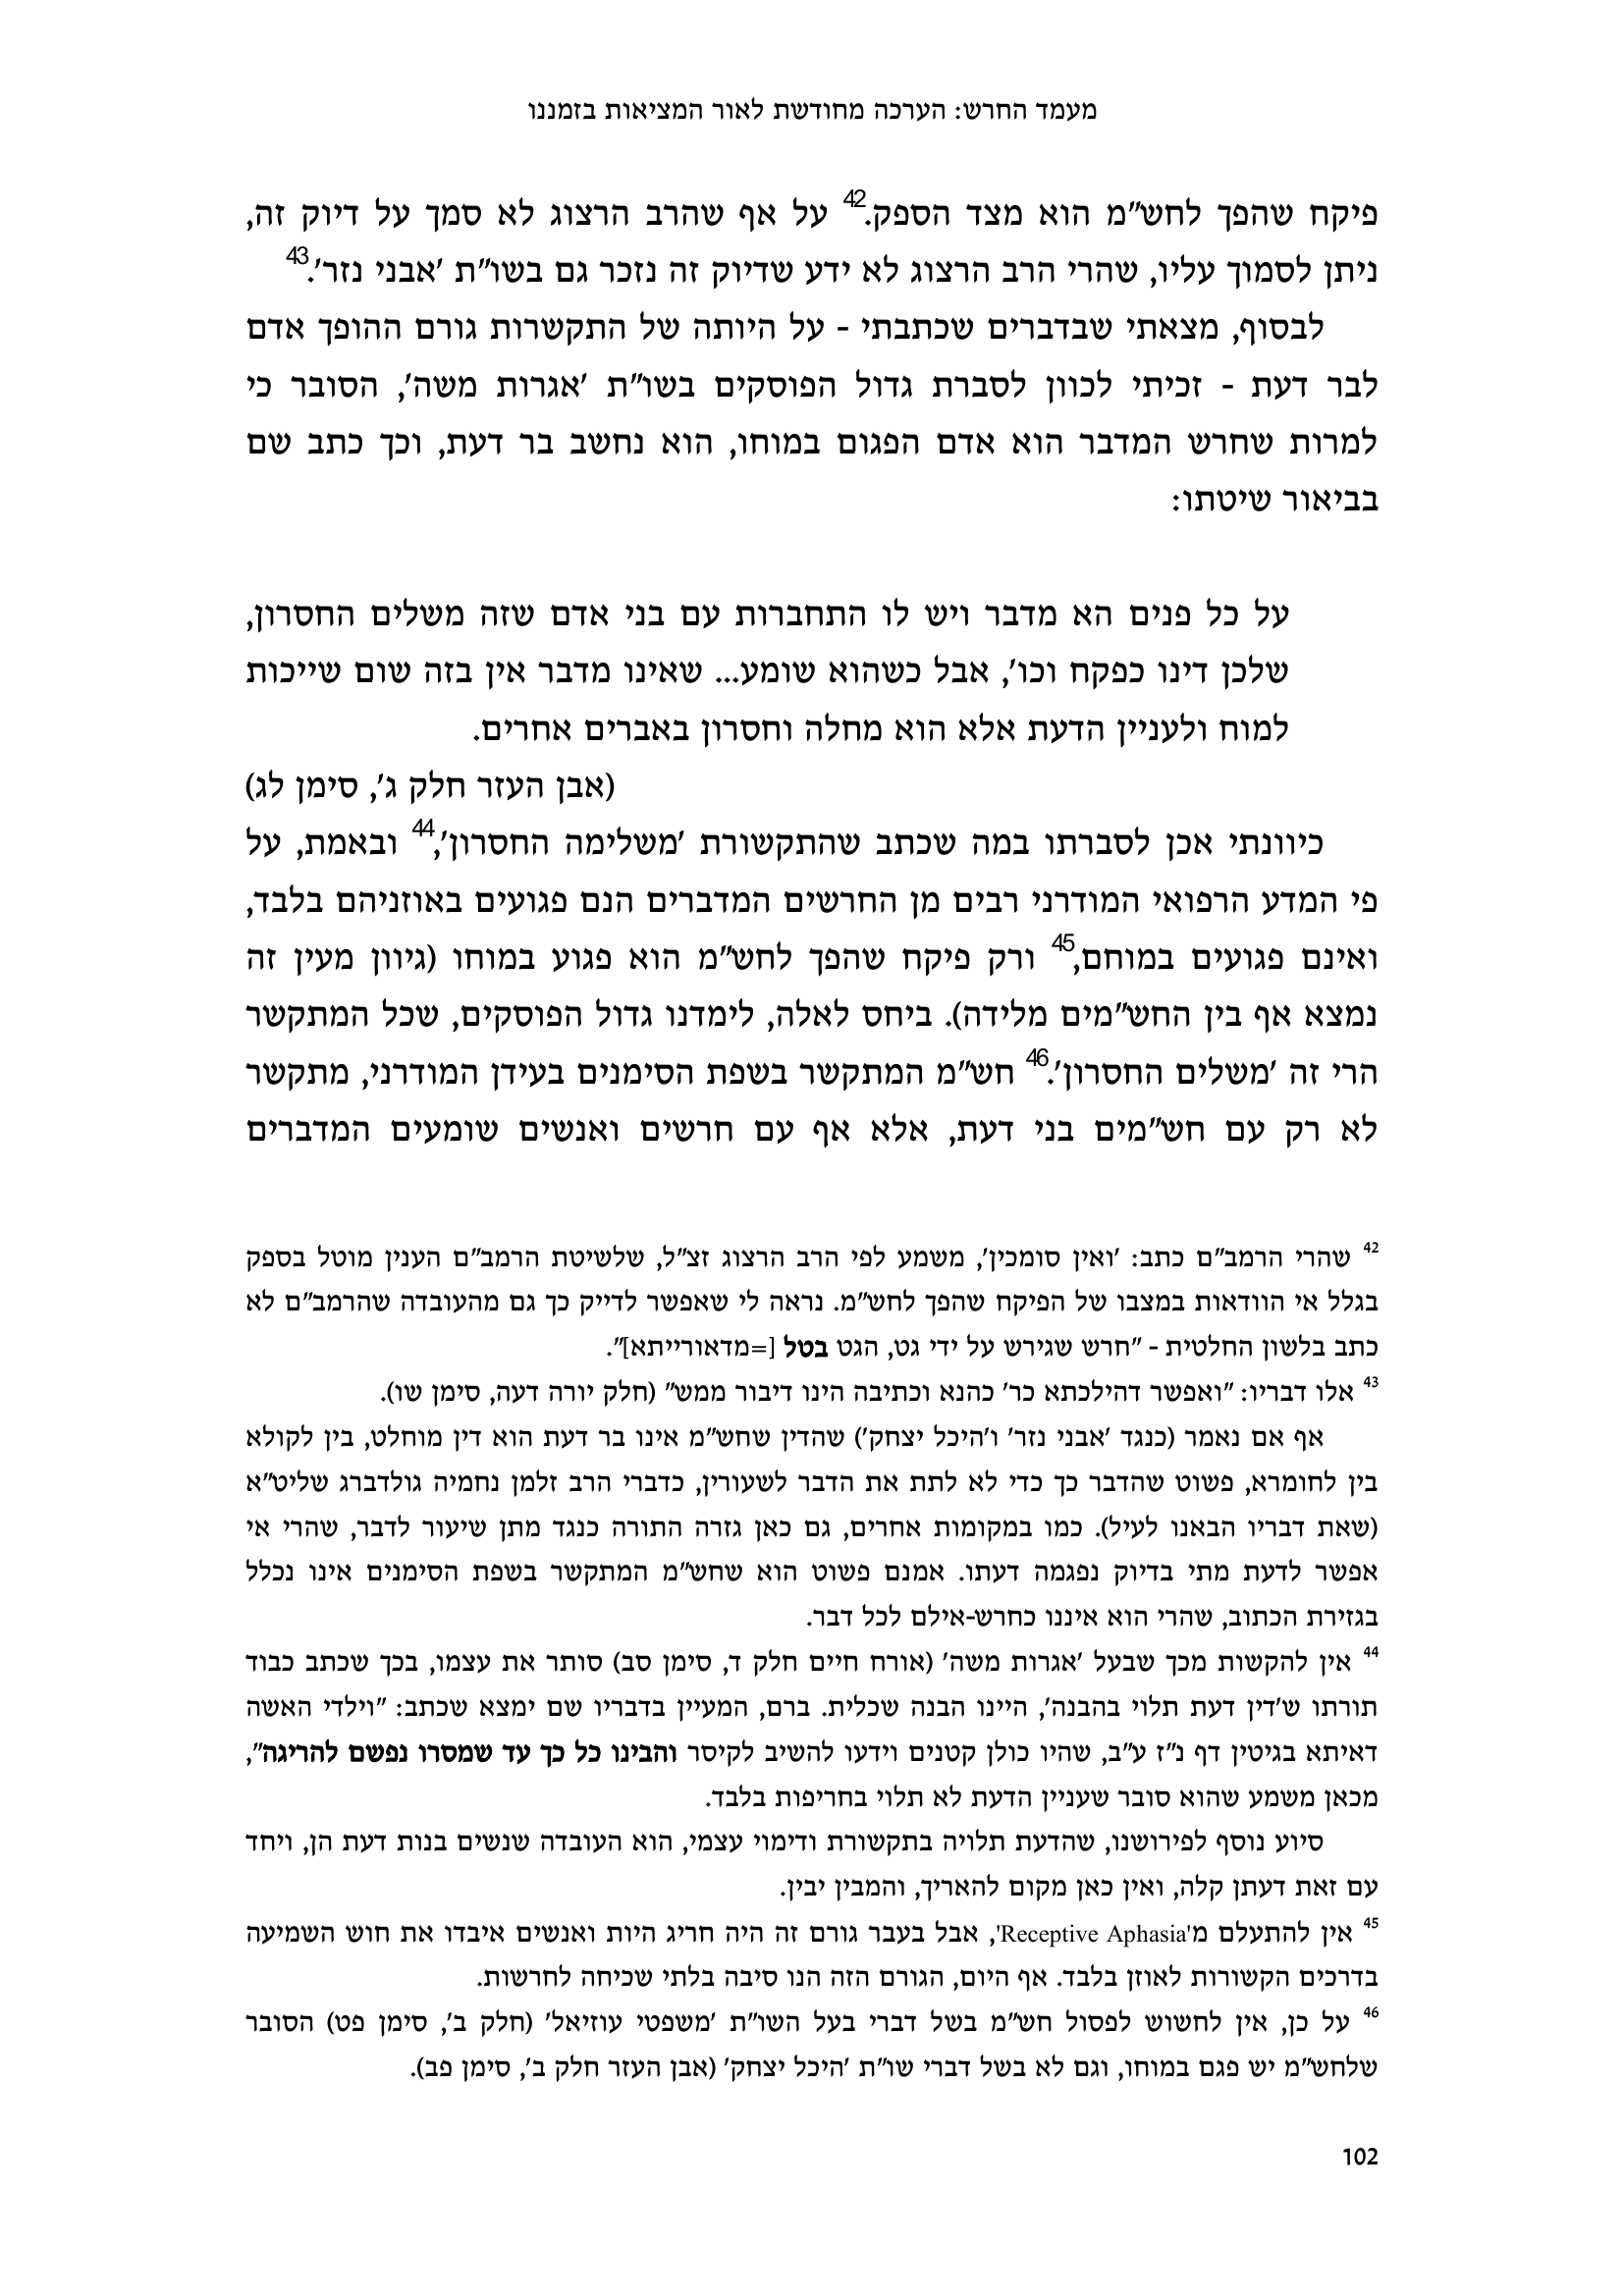 מעמד החרש: הערכה מחודשת לאור המציאות בזמננו
פיקח שהפך לחש"מ הוא מצד הספק.42 על אף שהרב הרצוג לא סמך על דיוק זה,
ניתן לסמוך עליו, שהרי הרב הרצוג לא ידע שדיוק זה נזכר גם בשו"ת 'אבני נזר'.43
לבסוף, מצאתי שבדברים שכתבתי - על היותה של התקשרות גורם ההופך אדם
לבר דעת - זכיתי לכוון לסברת גדול הפוסקים בשו"ת 'אגרות משה', הסובר כי
למרות שחרש המדבר הוא אדם הפגום במוחו, הוא נחשב בר דעת, וכך כתב שם
בביאור שיטתו:
על כל פנים הא מדבר ויש לו התחברות עם בני אדם שזה משלים החסרון,
שלכן דינו כפקח וכו', אבל כשהוא שומע... שאינו מדבר אין בזה שום שייכות
למוח ולעניין הדעת אלא הוא מחלה וחסרון באברים אחרים.
(אבן העזר חלק ג', סימן לג)
כיוונתי אכן לסברתו במה שכתב שהתקשורת 'משלימה החסרון',44 ובאמת, על
פי המדע הרפואי המודרני רבים מן החרשים המדברים הנם פגועים באוזניהם בלבד,
ואינם פגועים במוחם,45 ורק פיקח שהפך לחש"מ הוא פגוע במוחו (גיוון מעין זה
נמצא אף בין החש"מים מלידה). ביחס לאלה, לימדנו גדול הפוסקים, שכל המתקשר
הרי זה 'משלים החסרון'.46 חש"מ המתקשר בשפת הסימנים בעידן המודרני, מתקשר
לא רק עם חש"מים בני דעת, אלא אף עם חרשים ואנשים שומעים המדברים
42 שהרי הרמב"ם כתב: 'ואין סומכין', משמע לפי הרב הרצוג זצ"ל, שלשיטת הרמב"ם הענין מוטל בספק
בגלל אי הוודאות במצבו של הפיקח שהפך לחש"מ. נראה לי שאפשר לדייק כך גם מהעובדה שהרמב"ם לא
כתב בלשון החלטית - "חרש שגירש על ידי גט, הגט בטל [=מדאורייתא]".
43 אלו דבריו: "ואפשר דהילכתא כר' כהנא וכתיבה הינו דיבור ממש" (חלק יורה דעה, סימן שו).
אף אם נאמר (כנגד 'אבני נזר' ו'היכל יצחק') שהדין שחש"מ אינו בר דעת הוא דין מוחלט, בין לקולא
בין לחומרא, פשוט שהדבר כך כדי לא לתת את הדבר לשעורין, כדברי הרב זלמן נחמיה גולדברג שליט"א
(שאת דבריו הבאנו לעיל). כמו במקומות אחרים, גם כאן גזרה התורה כנגד מתן שיעור לדבר, שהרי אי
אפשר לדעת מתי בדיוק נפגמה דעתו. אמנם פשוט הוא שחש"מ המתקשר בשפת הסימנים אינו נכלל
בגזירת הכתוב, שהרי הוא איננו כחרש-אילם לכל דבר.
44 אין להקשות מכך שבעל 'אגרות משה' (אורח חיים חלק ד, סימן סב) סותר את עצמו, בכך שכתב כבוד
תורתו ש'דין דעת תלוי בהבנה', היינו הבנה שכלית. ברם, המעיין בדבריו שם ימצא שכתב: "וילדי האשה
דאיתא בגיטין דף נ"ז ע"ב, שהיו כולן קטנים וידעו להשיב לקיסר והבינו כל כך עד שמסרו נפשם להריגה",
מכאן משמע שהוא סובר שעניין הדעת לא תלוי בחריפות בלבד.
סיוע נוסף לפירושנו, שהדעת תלויה בתקשורת ודימוי עצמי, הוא העובדה שנשים בנות דעת הן, ויחד
עם זאת דעתן קלה, ואין כאן מקום להאריך, והמבין יבין.
45 אין להתעלם מ'Receptive Aphasia', אבל בעבר גורם זה היה חריג היות ואנשים איבדו את חוש השמיעה
בדרכים הקשורות לאוזן בלבד. אף היום, הגורם הזה הנו סיבה בלתי שכיחה לחרשות.
46 על כן, אין לחשוש לפסול חש"מ בשל דברי בעל השו"ת 'משפטי עוזיאל' (חלק ב', סימן פט) הסובר
שלחש"מ יש פגם במוחו, וגם לא בשל דברי שו"ת 'היכל יצחק' (אבן העזר חלק ב', סימן פב).
102